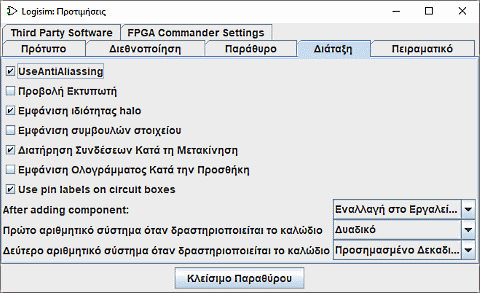 Logisim: Προτιμήσεις
Third Party Software FPGA Commander Settings
Πρότυπο Διεθνοποίηση Παράθυρο Διάταξη Πειραματικό
UseAntiAliassing
Προβολή Εκτυπωτή
Εμφάνιση ιδιότητας halo
Εμφάνιση συμβουλών στοιχείου
Διατήρηση Συνδέσεων Κατά τη Μετακίνηση
Εμφάνιση Ολογράμματος Κατά την Προσθήκη
Use pin labels on circuit boxes
After adding component: Εναλλαγή στο Εργαλεί...
Πρώτο αριθμητικό σύστημα όταν δραστηριοποιείται το καλώδιο Δυαδικό
Δεύτερο αριθμητικό σύστημα όταν δραστηριοποιείται το καλώδιο Προσημασμένο Δεκαδι...
Κλείσιμο Παραθύρου